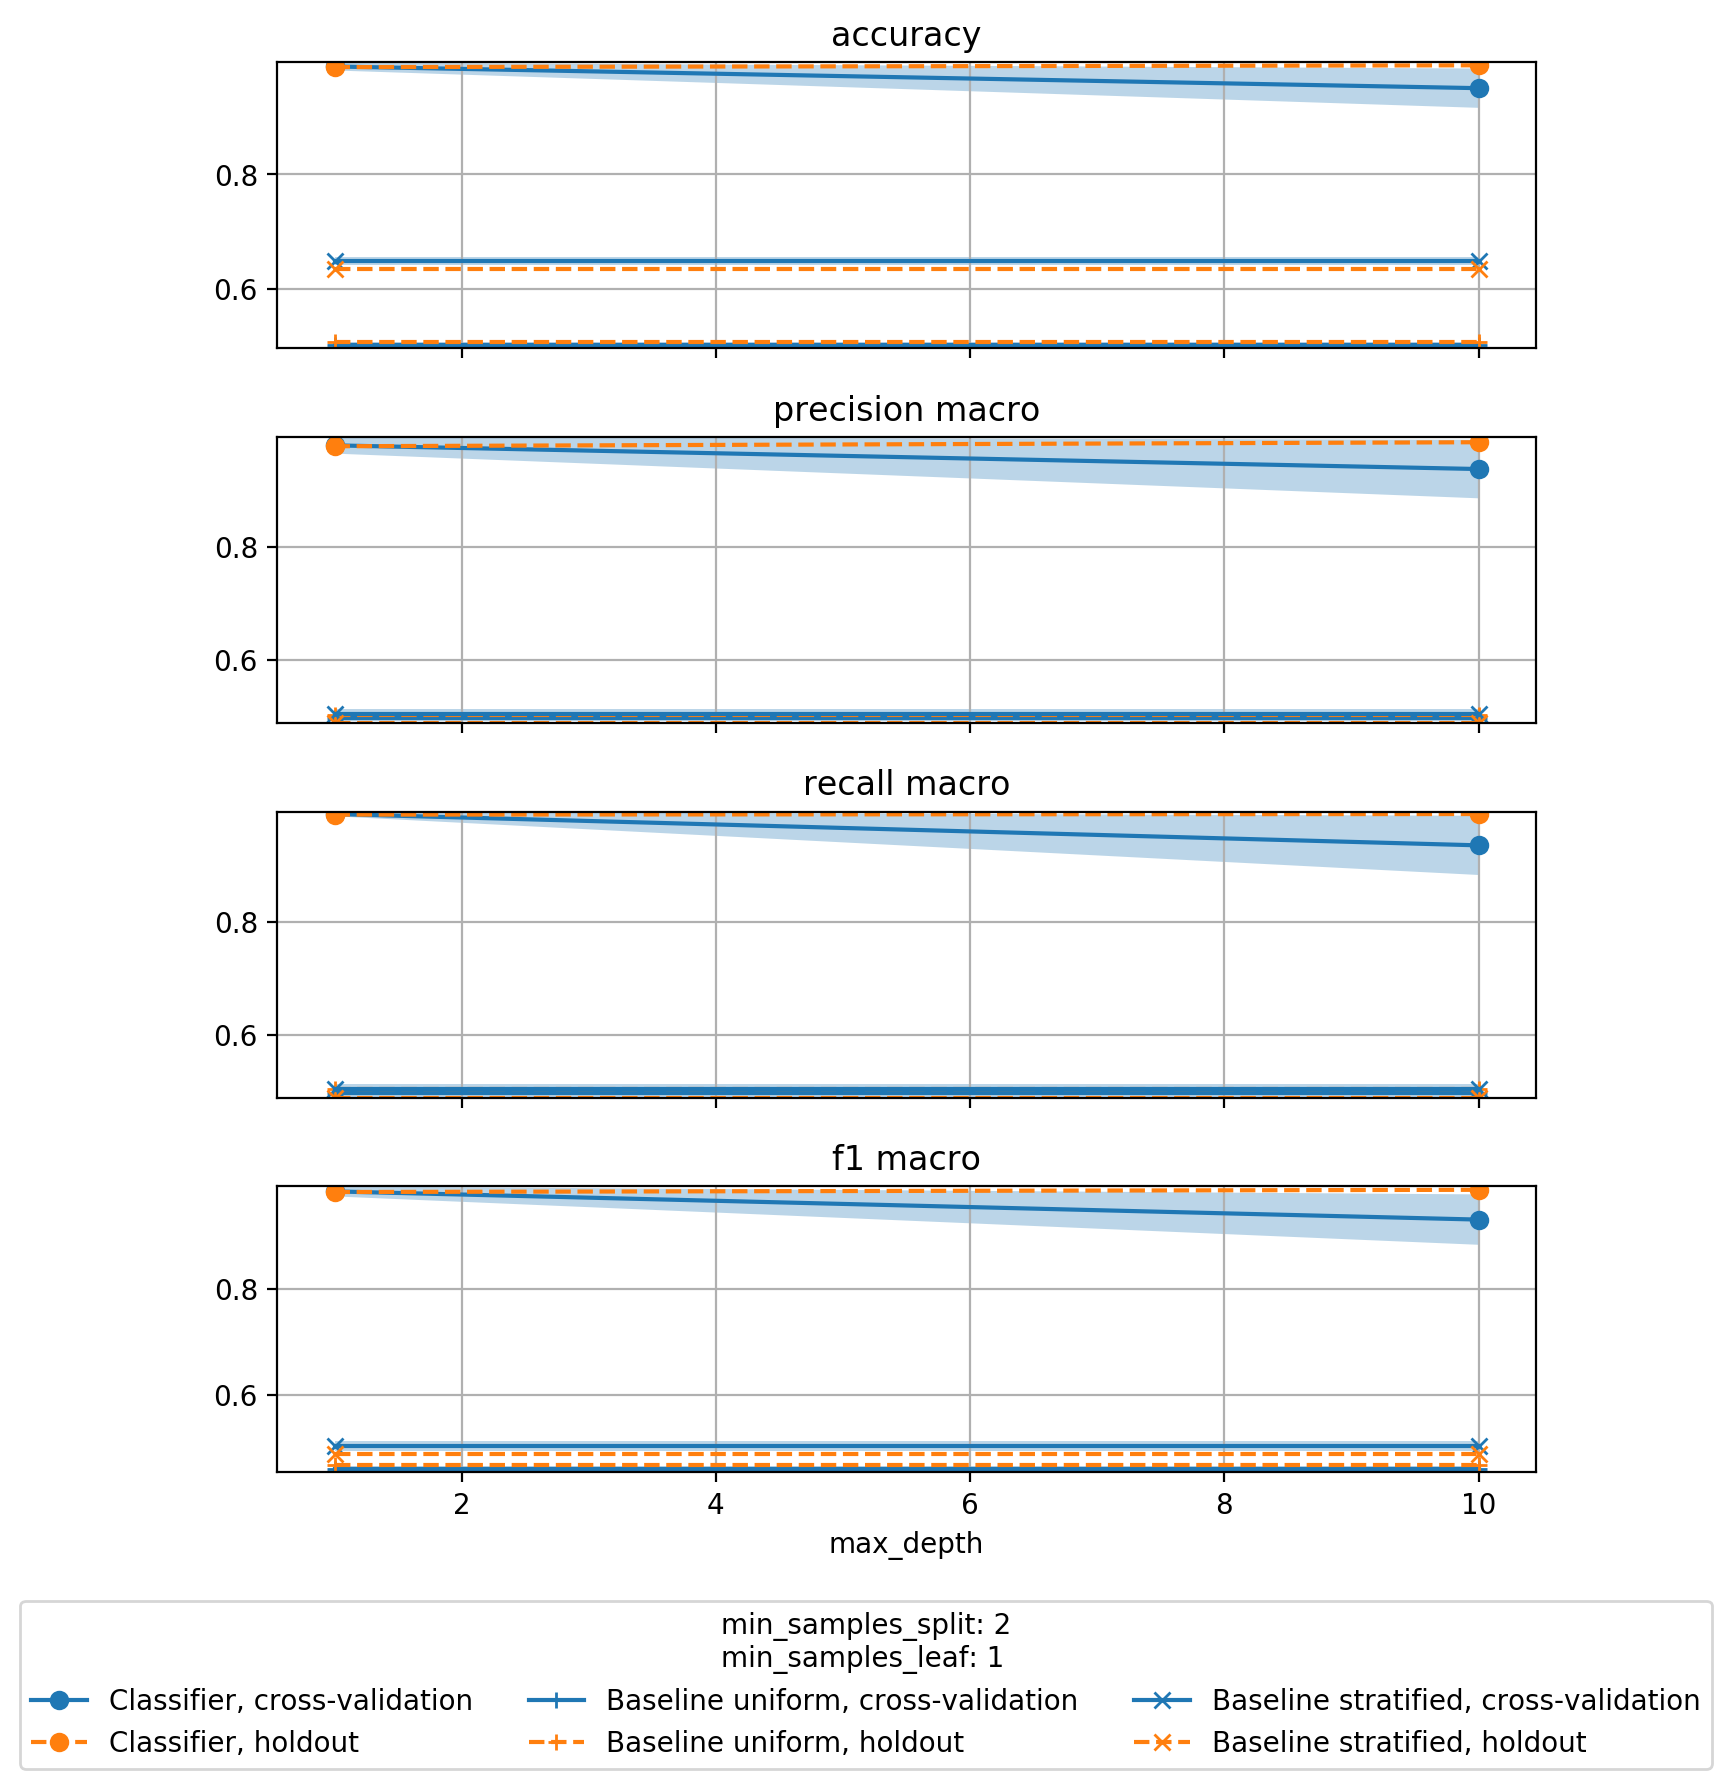 accuracy
0.8
0.6
precision macro
0.8
0.6
recall macro
0.8
0.6
f1 macro
0.8
0.6
2 4 6 8 10
max_depth
min_samples_split: 2
min_samples_leaf: 1
Classifier, cross-validation Baseline uniform, cross-validation Baseline stratified, cross-validation
Classifier, holdout Baseline uniform, holdout Baseline stratified, holdout